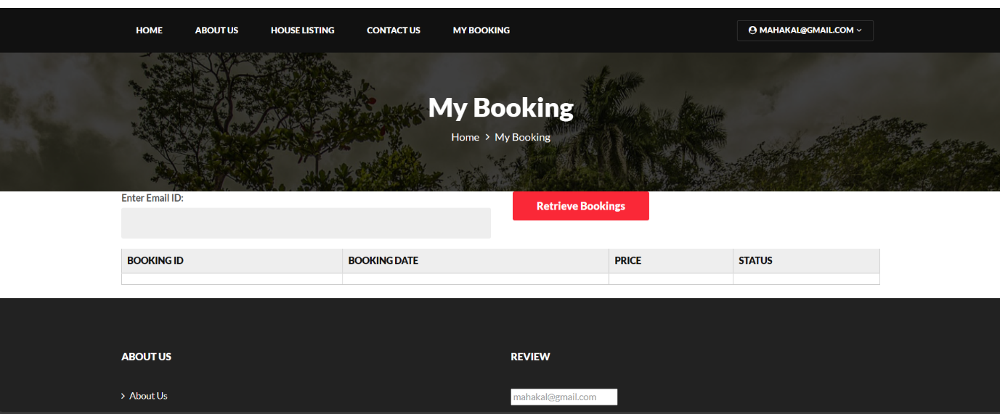 HOME ABOUT US HOUSE LISTING CONTACT US MY BOOKING MAHAKAL@GMAIL.COM
My Booking
Home > My Booking
Enter Email ID:
Retrieve Bookings
BOOKING ID BOOKING DATE PRICE STATUS
ABOUT US REVIEW
> About Us mahakal@gmail.com